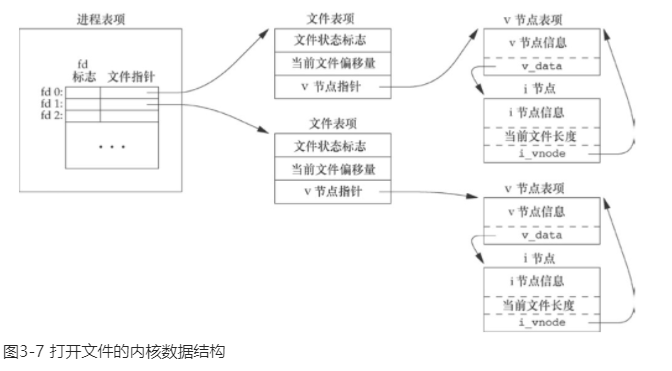 进程表项
fd
标志 文件指针
fd 0:
fd 1:
fd 2:
文件表项
文件状态标志
当前文件偏移量
v 节点指针
文件表项
文件状态标志
当前文件偏移量
v 节点指针
v 节点表项
v 节点信息
v_data
i 节点
i 节点信息
当前文件长度
i_vnode
v 节点表项
v 节点信息
v_data
i 节点
i 节点信息
当前文件长度
i_vnode
图3-7 打开文件的内核数据结构